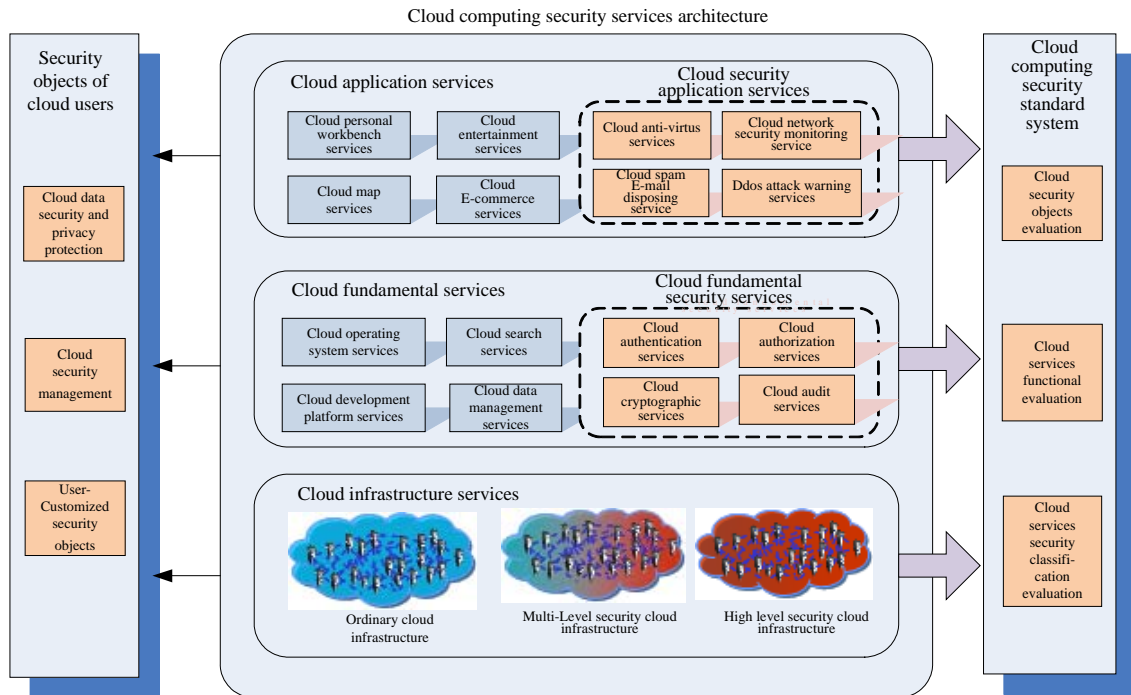 Cloud computing security services architecture
Security
objects of
cloud users
Cloud data
security and
privacy
protection
Cloud
security
management
User-
Customized
security
objects
Cloud application services
Cloud personal
workbench
services
Cloud
entertainment
services
Cloud map
services
Cloud
E-commerce
services
Cloud security
application services
Cloud anti-virtus
services
Cloud network
security monitoring
service
Cloud spam
E-mail
disposing
service
Ddos attack warning
services
Cloud fundamental services
Cloud operating
system services
Cloud search
services
Cloud development
platform services
Cloud data
management
services
Cloud fundamental
security services
Cloud
authentication
services
Cloud
authorization
services
Cloud
cryptographic
services
Cloud audit
services
Cloud infrastructure services
Ordinary cloud
infrastructure
Multi-Level security cloud
infrastructure
High level security cloud
infrastructure
Cloud
computing
security
standard
system
Cloud
security
objects
evaluation
Cloud
services
functional
evaluation
Cloud
services
security
classifi-
cation
evaluation